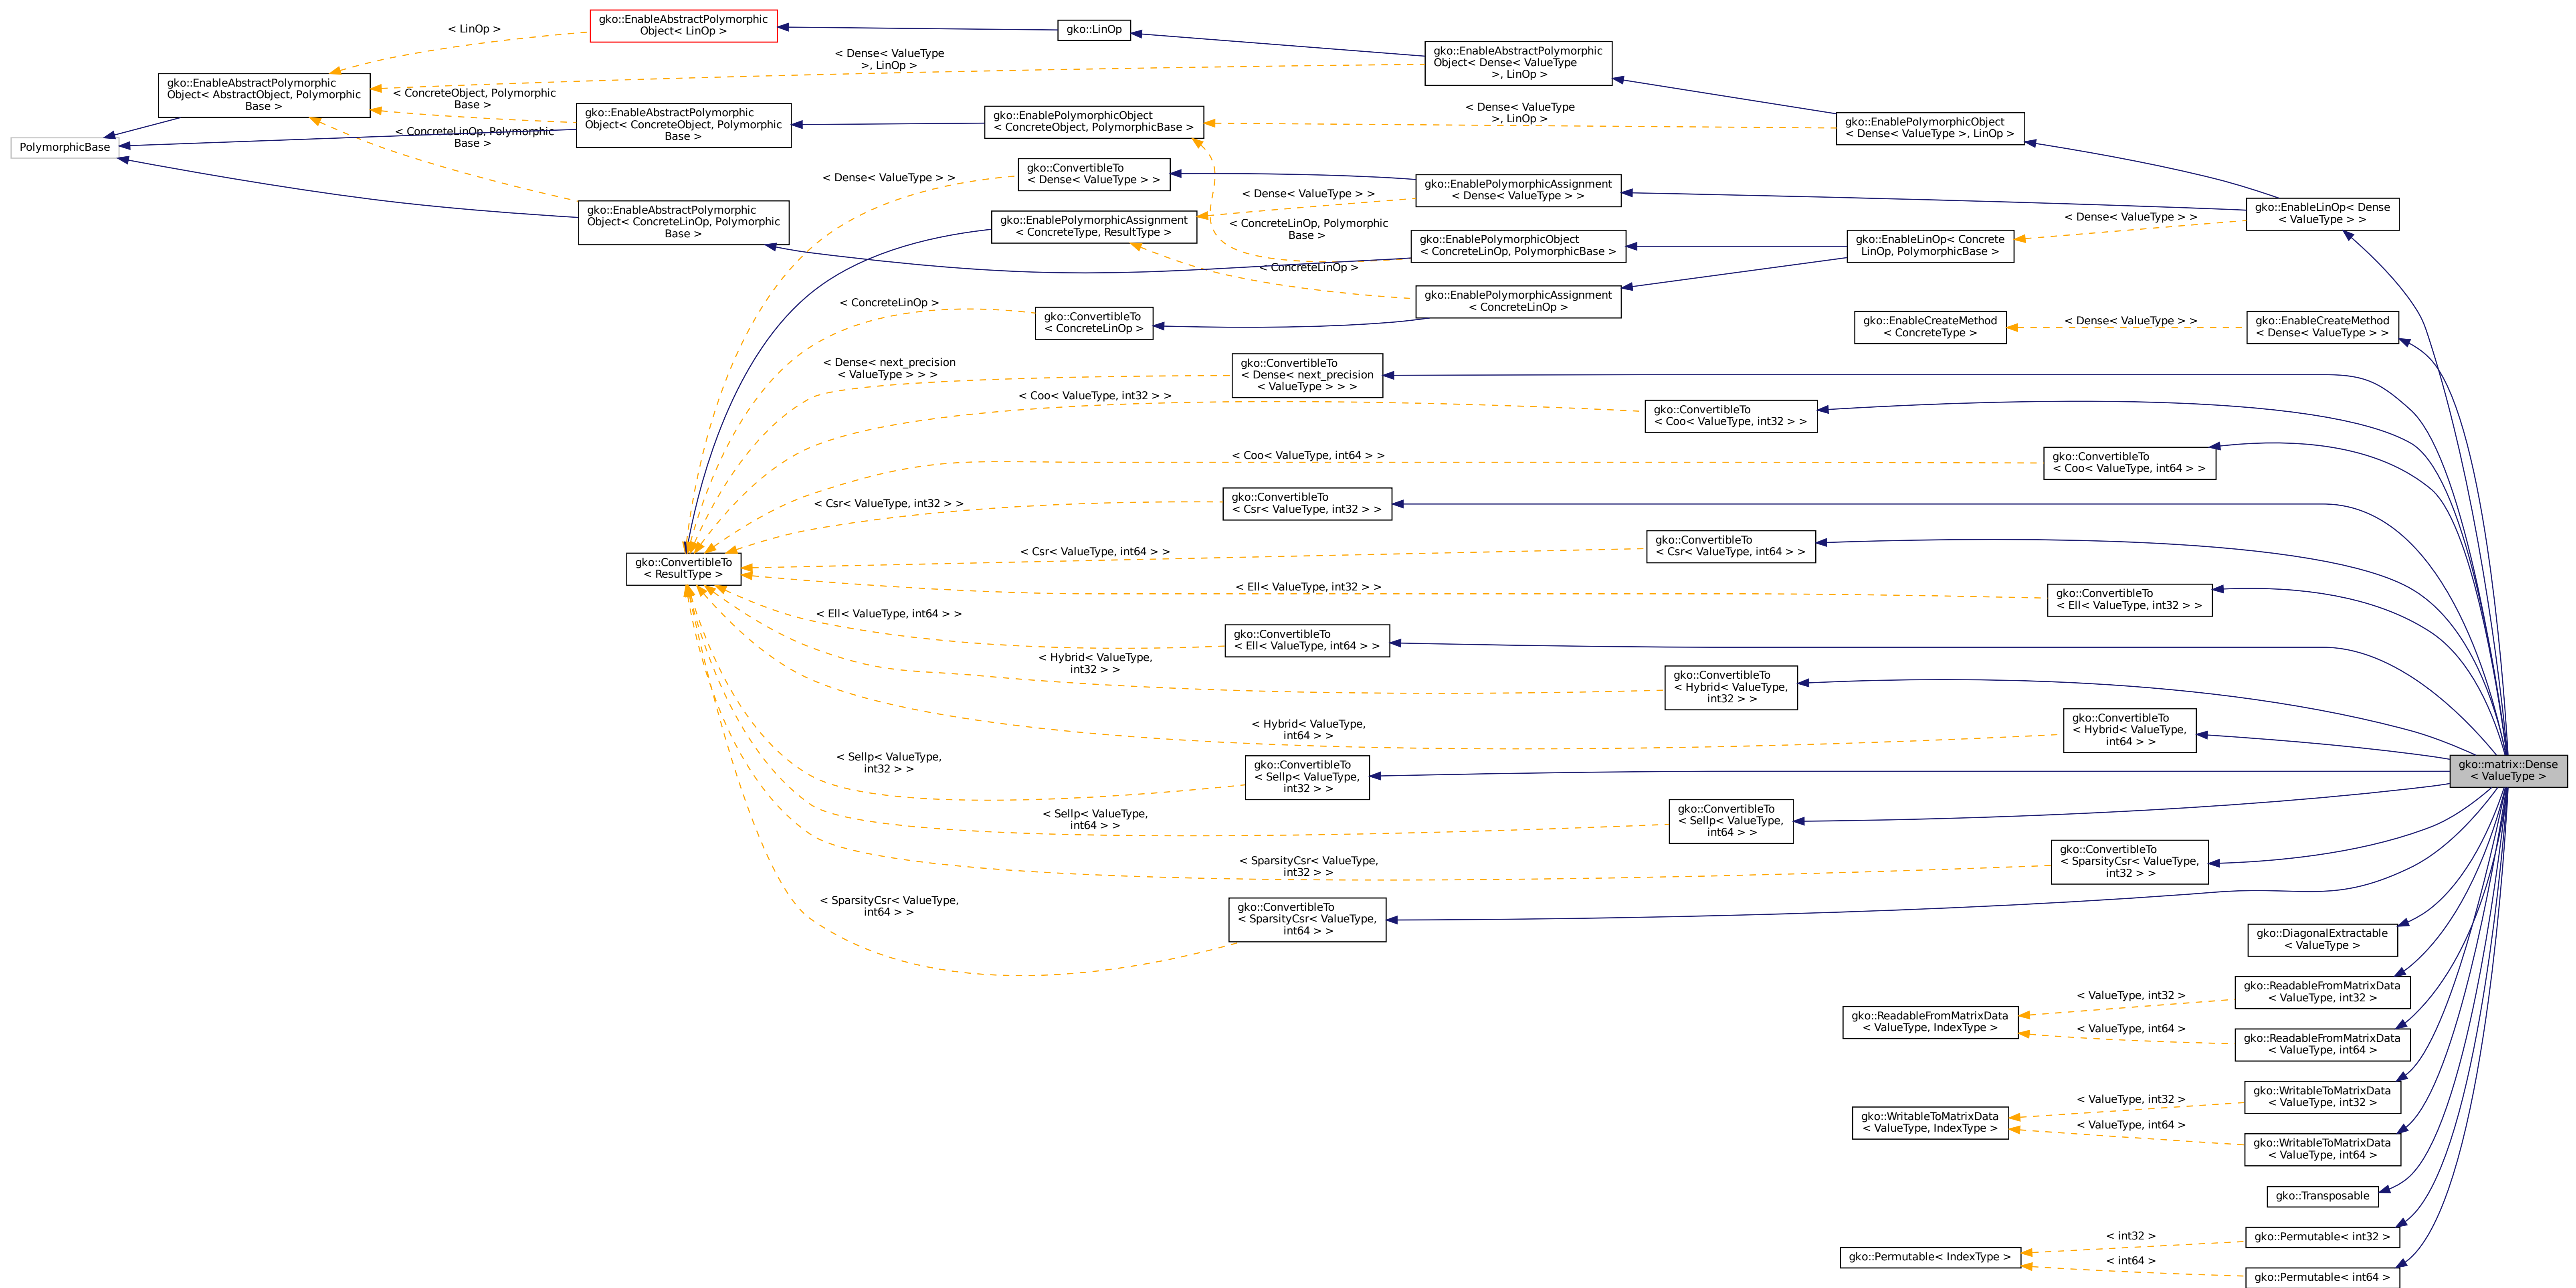 gko::EnableAbstractPolymorphic
Object< LinOp >
< LinOp >
gko::LinOp
< Dense< ValueType
>, LinOp >
gko::EnableAbstractPolymorphic
Object< Dense< ValueType
>, LinOp >
gko::EnableAbstractPolymorphic
Object< AbstractObject, Polymorphic
Base >
< ConcreteObject, Polymorphic
Base >
gko::EnableAbstractPolymorphic
Object< ConcreteObject, Polymorphic
Base >
gko::EnablePolymorphicObject
< ConcreteObject, PolymorphicBase >
< Dense< ValueType
>, LinOp >
gko::EnablePolymorphicObject
< Dense< ValueType >, LinOp >
PolymorphicBase
< ConcreteLinOp, Polymorphic
Base >
< Dense< ValueType > >
gko::ConvertibleTo
< Dense< ValueType > >
gko::EnablePolymorphicAssignment
< Dense< ValueType > >
< Dense< ValueType > >
gko::EnableAbstractPolymorphic
Object< ConcreteLinOp, Polymorphic
Base >
gko::EnablePolymorphicAssignment
< ConcreteType, ResultType >
< ConcreteLinOp, Polymorphic
Base >
gko::EnablePolymorphicObject
< ConcreteLinOp, PolymorphicBase >
gko::EnableLinOp< Concrete
LinOp, PolymorphicBase >
< Dense< ValueType > >
gko::EnableLinOp< Dense
< ValueType > >
< ConcreteLinOp >
gko::EnablePolymorphicAssignment
< ConcreteLinOp >
< ConcreteLinOp >
gko::ConvertibleTo
< ConcreteLinOp >
gko::EnableCreateMethod
< ConcreteType >
< Dense< ValueType > >
gko::EnableCreateMethod
< Dense< ValueType > >
< Dense< next_precision
< ValueType > > >
gko::ConvertibleTo
< Dense< next_precision
< ValueType > > >
< Coo< ValueType, int32 > >
gko::ConvertibleTo
< Coo< ValueType, int32 > >
< Coo< ValueType, int64 > >
gko::ConvertibleTo
< Coo< ValueType, int64 > >
< Csr< ValueType, int32 > >
gko::ConvertibleTo
< Csr< ValueType, int32 > >
< Csr< ValueType, int64 > >
gko::ConvertibleTo
< Csr< ValueType, int64 > >
gko::ConvertibleTo
< ResultType >
< Ell< ValueType, int32 > >
gko::ConvertibleTo
< Ell< ValueType, int32 > >
< Ell< ValueType, int64 > >
gko::ConvertibleTo
< Ell< ValueType, int64 > >
< Hybrid< ValueType,
int32 > >
gko::ConvertibleTo
< Hybrid< ValueType,
int32 > >
< Hybrid< ValueType,
int64 > >
gko::ConvertibleTo
< Hybrid< ValueType,
int64 > >
< Sellp< ValueType,
int32 > >
gko::ConvertibleTo
< Sellp< ValueType,
int32 > >
gko::matrix::Dense
< ValueType >
< Sellp< ValueType,
int64 > >
gko::ConvertibleTo
< Sellp< ValueType,
int64 > >
< SparsityCsr< ValueType,
int32 > >
gko::ConvertibleTo
< SparsityCsr< ValueType,
int32 > >
< SparsityCsr< ValueType,
int64 > >
gko::ConvertibleTo
< SparsityCsr< ValueType,
int64 > >
gko::DiagonalExtractable
< ValueType >
gko::ReadableFromMatrixData
< ValueType, IndexType >
< ValueType, int32 >
gko::ReadableFromMatrixData
< ValueType, int32 >
< ValueType, int64 >
gko::ReadableFromMatrixData
< ValueType, int64 >
gko::WritableToMatrixData
< ValueType, IndexType >
< ValueType, int32 >
gko::WritableToMatrixData
< ValueType, int32 >
< ValueType, int64 >
gko::WritableToMatrixData
< ValueType, int64 >
gko::Transposable
gko::Permutable< IndexType >
< int32 >
gko::Permutable< int32 >
< int64 >
gko::Permutable< int64 >